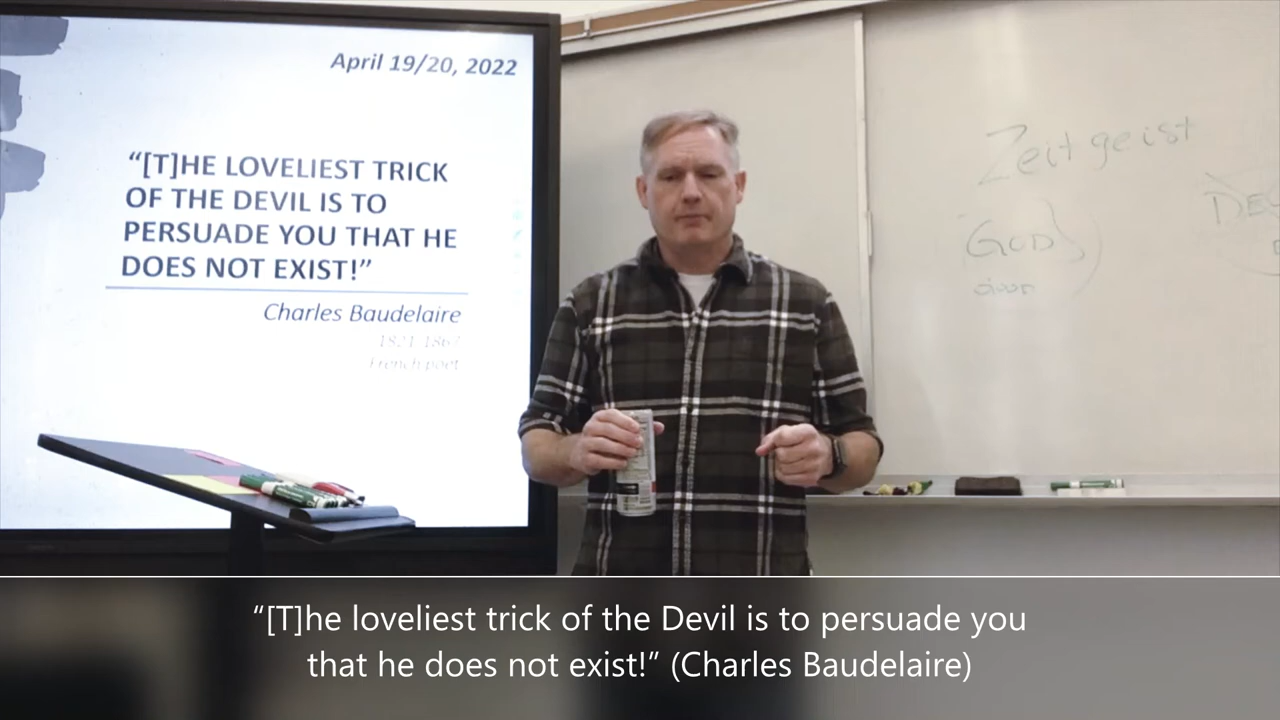 April 19/20, 2022
“[T]HE LOVELIEST TRICK
OF THE DEVIL IS TO
PERSUADE YOU THAT HE
DOES NOT EXIST!”
Charles Baudelaire
1821-1867
French poet
Zeitgeist
GOD
“[T]he loveliest trick of the Devil is to persuade you
that he does not exist!” (Charles Baudelaire)